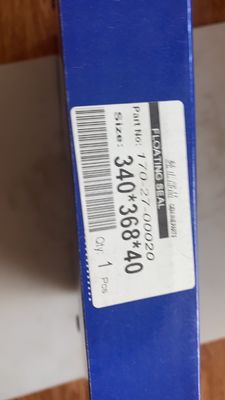 FLOATING SEAL
Part No: 170-27-00020
Size: 340*368*40
Qty: 1 Pcs